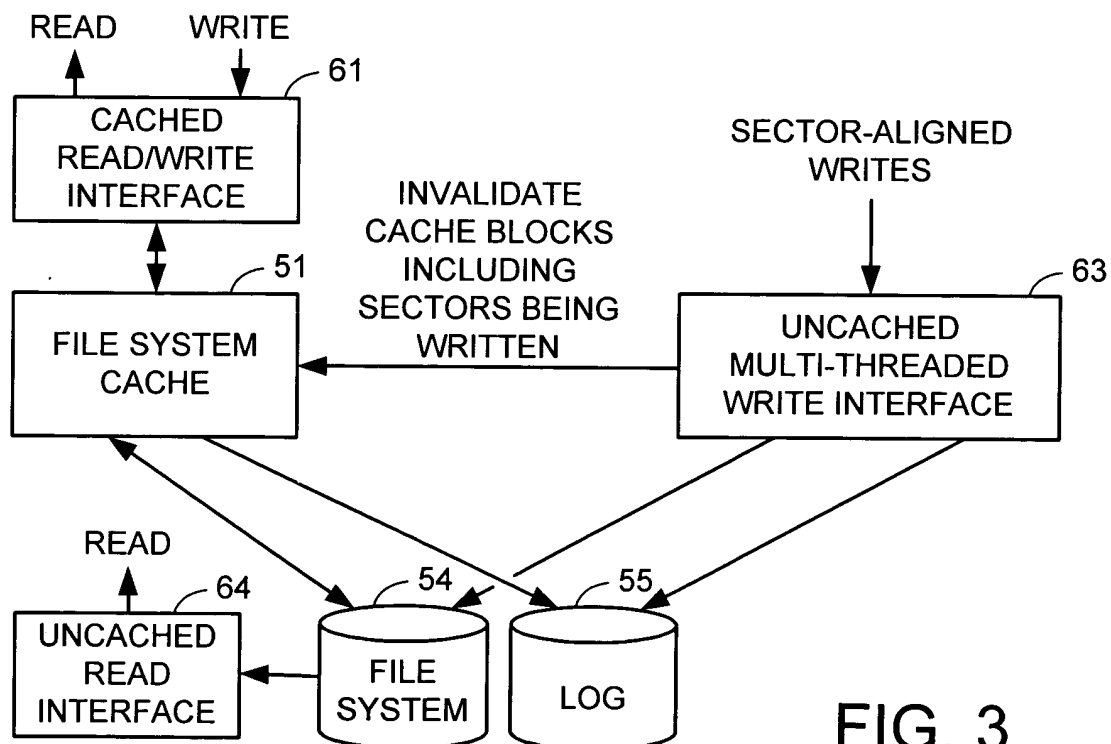 READ
WRITE
61
CACHED
READ/WRITE
INTERFACE
SECTOR-ALIGNED
WRITES
INVALIDATE
CACHE BLOCKS
INCLUDING
SECTORS BEING
WRITTEN
51
FILE SYSTEM
CACHE
63
UNCACHED
MULTI-THREADED
WRITE INTERFACE
READ
64
UNCACHED
READ
INTERFACE
54
FILE
SYSTEM
55
LOG
FIG. 3